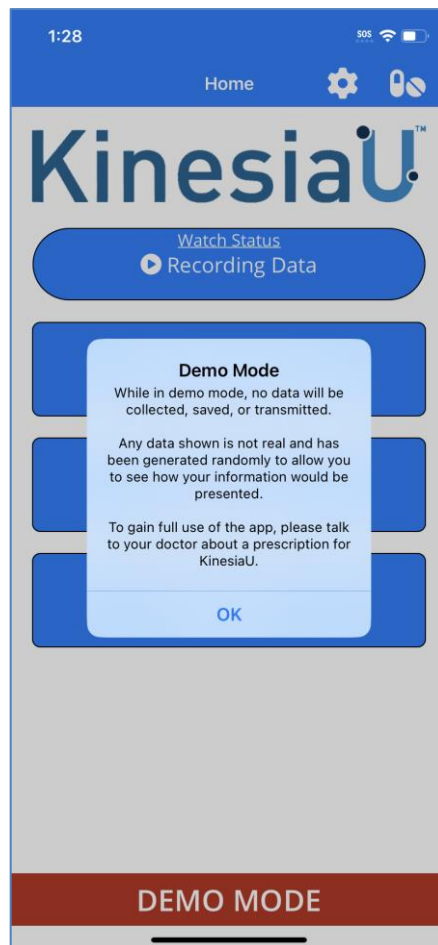 1:28
SOS
Home
KinesiaU™
Watch Status
Recording Data
Demo Mode
While in demo mode, no data will be
collected, saved, or transmitted.
Any data shown is not real and has
been generated randomly to allow you
to see how your information would be
presented.
To gain full use of the app, please talk
to your doctor about a prescription for
KinesiaU.
OK
DEMO MODE